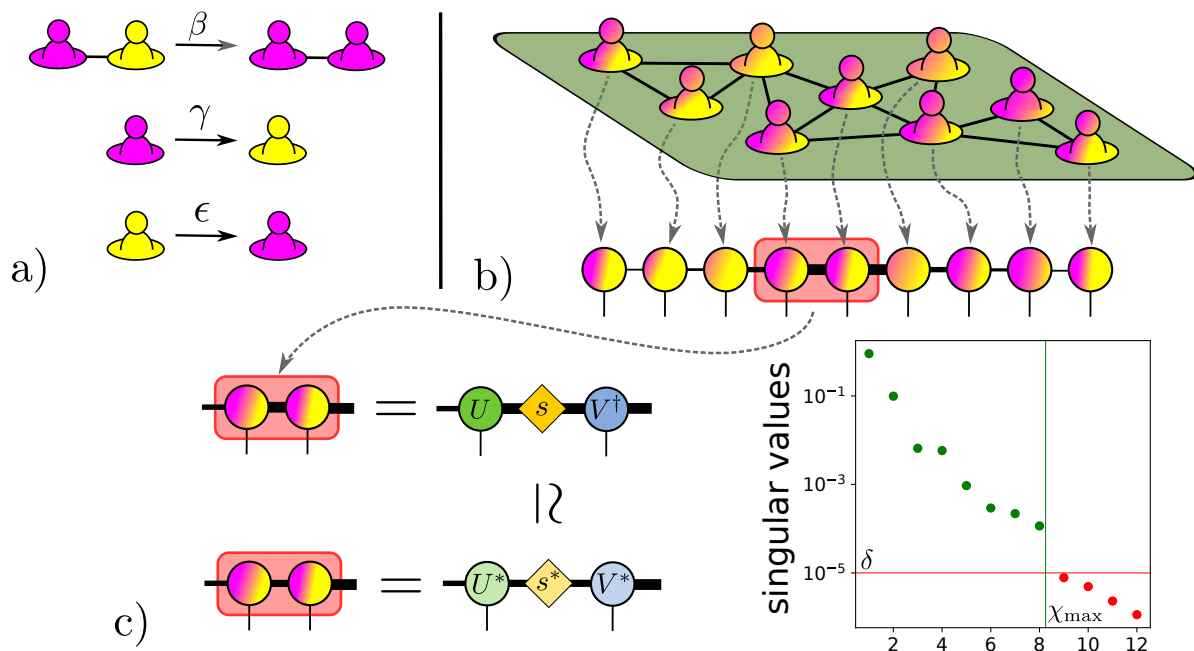 β
γ
ϵ
a)
b)
U s V†
U* s* V*
c)
singular values
10⁻¹
10⁻³
10⁻⁵
δ
χmax
2 4 6 8 10 12